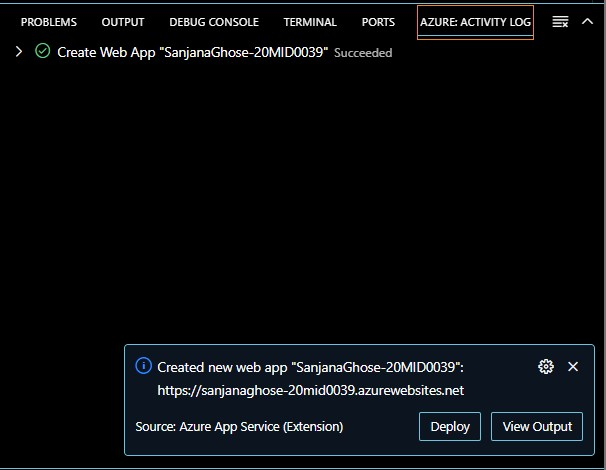 PROBLEMS OUTPUT DEBUG CONSOLE TERMINAL PORTS AZURE: ACTIVITY LOG
Create Web App "SanjanaGhose-20MID0039" Succeeded
Created new web app "SanjanaGhose-20MID0039":
https://sanjanaghose-20mid0039.azurewebsites.net
Source: Azure App Service (Extension) Deploy View Output